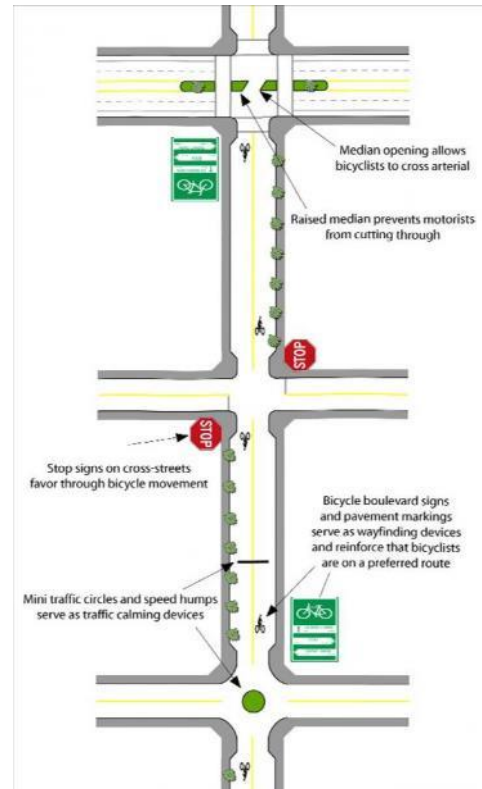 Median opening allows
bicyclists to cross arterial
Raised median prevents motorists
from cutting through
STOP
STOP
Stop signs on cross-streets
favor through bicycle movement
Bicycle boulevard signs
and pavement markings
serve as wayfinding devices
and reinforce that bicyclists
are on a preferred route
Mini traffic circles and speed humps
serve as traffic calming devices